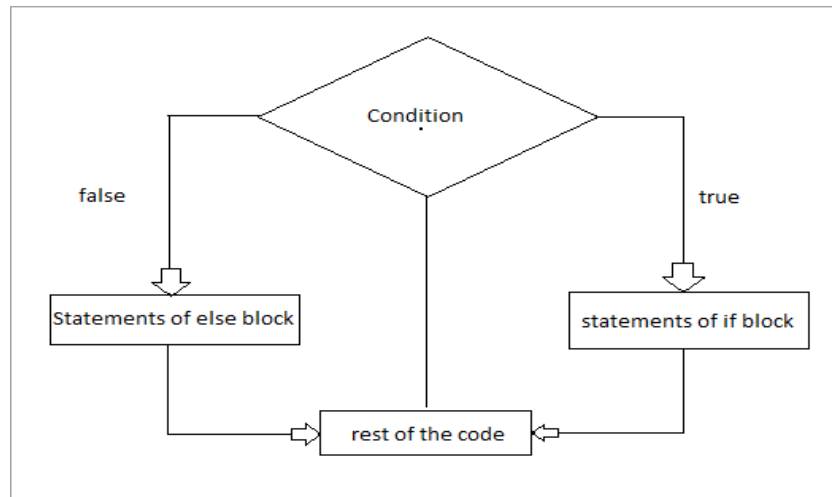 Condition
false
true
Statements of else block
statements of if block
rest of the code